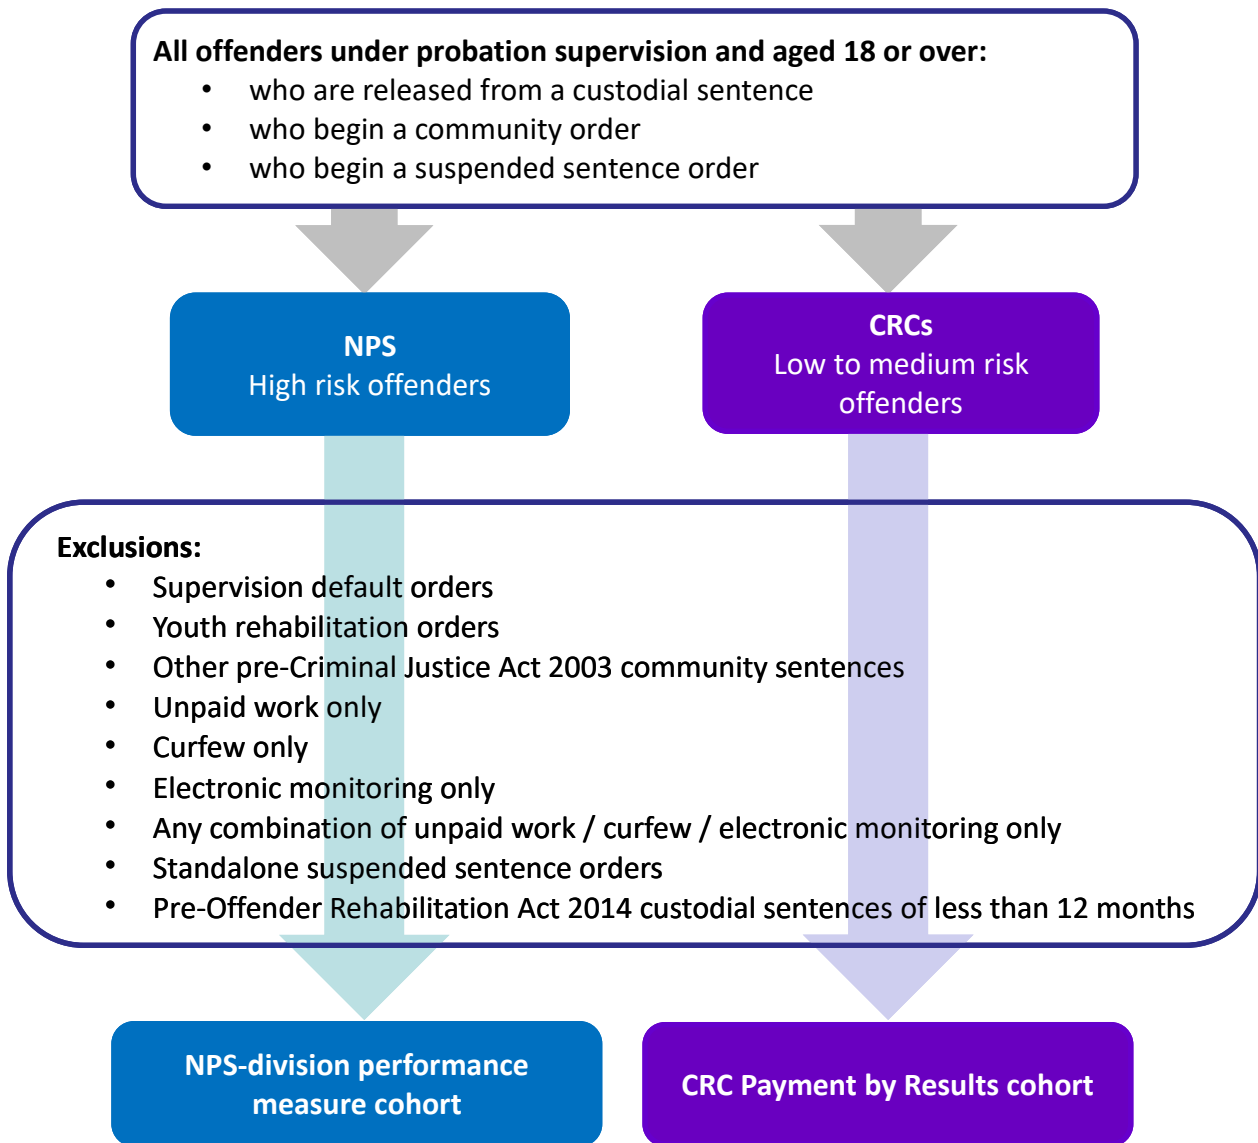 All offenders under probation supervision and aged 18 or over:
• who are released from a custodial sentence
• who begin a community order
• who begin a suspended sentence order
NPS
High risk offenders
CRCs
Low to medium risk
offenders
Exclusions:
• Supervision default orders
• Youth rehabilitation orders
• Other pre-Criminal Justice Act 2003 community sentences
• Unpaid work only
• Curfew only
• Electronic monitoring only
• Any combination of unpaid work / curfew / electronic monitoring only
• Standalone suspended sentence orders
• Pre-Offender Rehabilitation Act 2014 custodial sentences of less than 12 months
NPS-division performance
measure cohort
CRC Payment by Results cohort